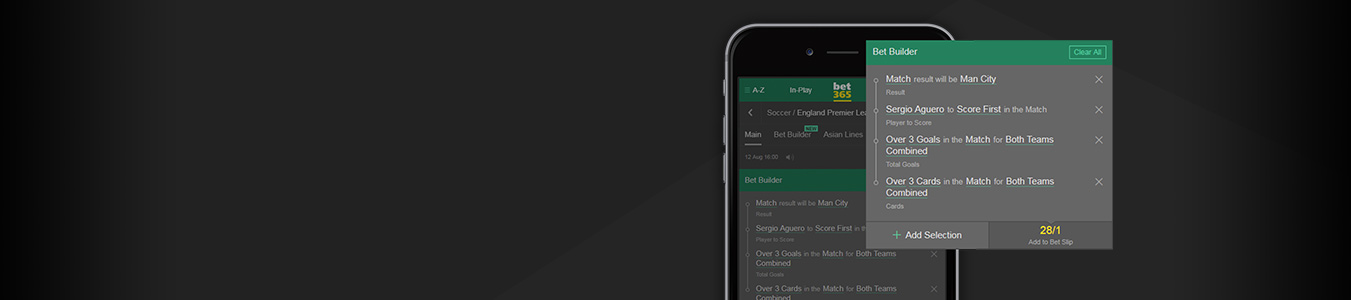 A-Z
In-Play
bet
365
Soccer / England Premier Lea
NEW
Main
Bet Builder
Asian Lines
12 Aug 16:00
Bet Builder
Match result will be Man City
Result
Sergio Aguero to Score First in th
Player to Score
Over 3 Goals in the Match for Both Teams
Combined
Total Goals
Over 3 Cards in the Match for Both Teams
Combined
Bet Builder
Clear All
Match result will be Man City
Result
Sergio Aguero to Score First in the Match
Player to Score
Over 3 Goals in the Match for Both Teams
Combined
Total Goals
Over 3 Cards in the Match for Both Teams
Combined
Cards
+ Add Selection
28/1
Add to Bet Slip